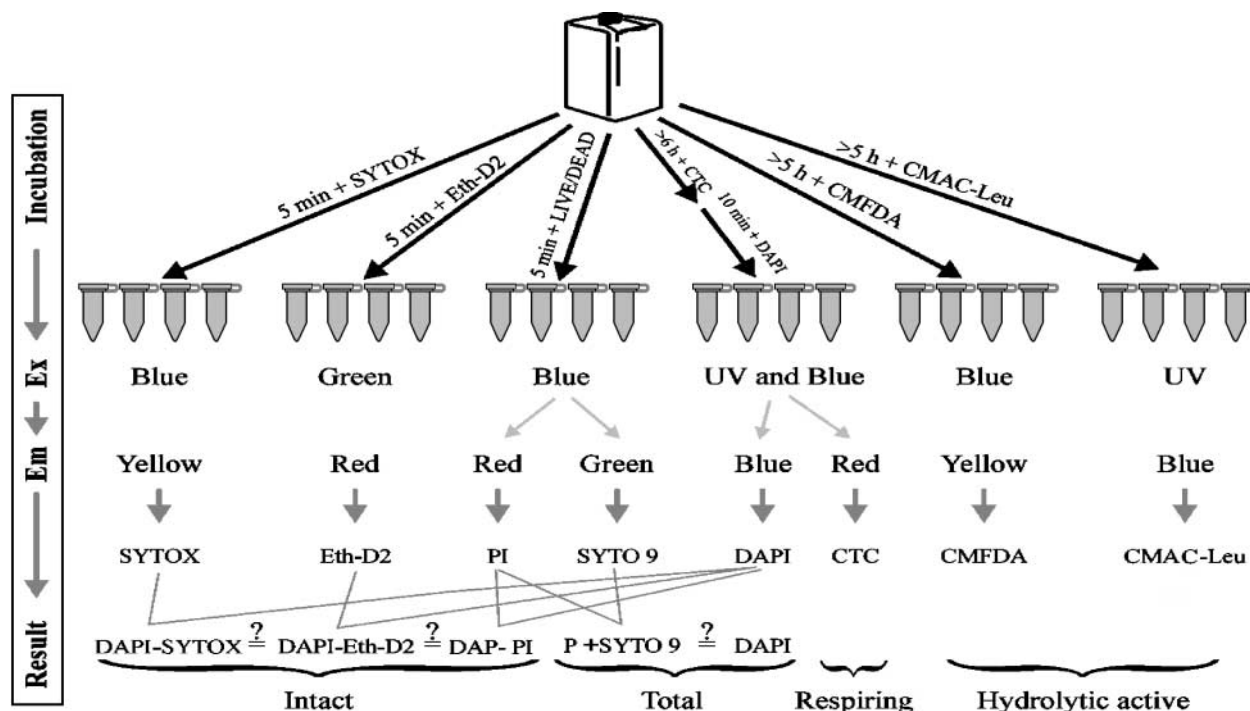 Incubation
Ex
Em
Result
5 min + SYTOX
5 min + Eth-D2
5 min + LIVE/DEAD
>6 h + CTC
10 min + DAPI
>5 h + CMFDA
>5 h + CMAC-Leu
Blue Green Blue UV and Blue Blue UV
Yellow Red Red Green Blue Red Yellow Blue
SYTOX Eth-D2 PI SYTO 9 DAPI CTC CMFDA CMAC-Leu
DAPI-SYTOX ≟ DAPI-Eth-D2 ≟ DAP- PI P +SYTO 9 ≟ DAPI
Intact Total Respiring Hydrolytic active